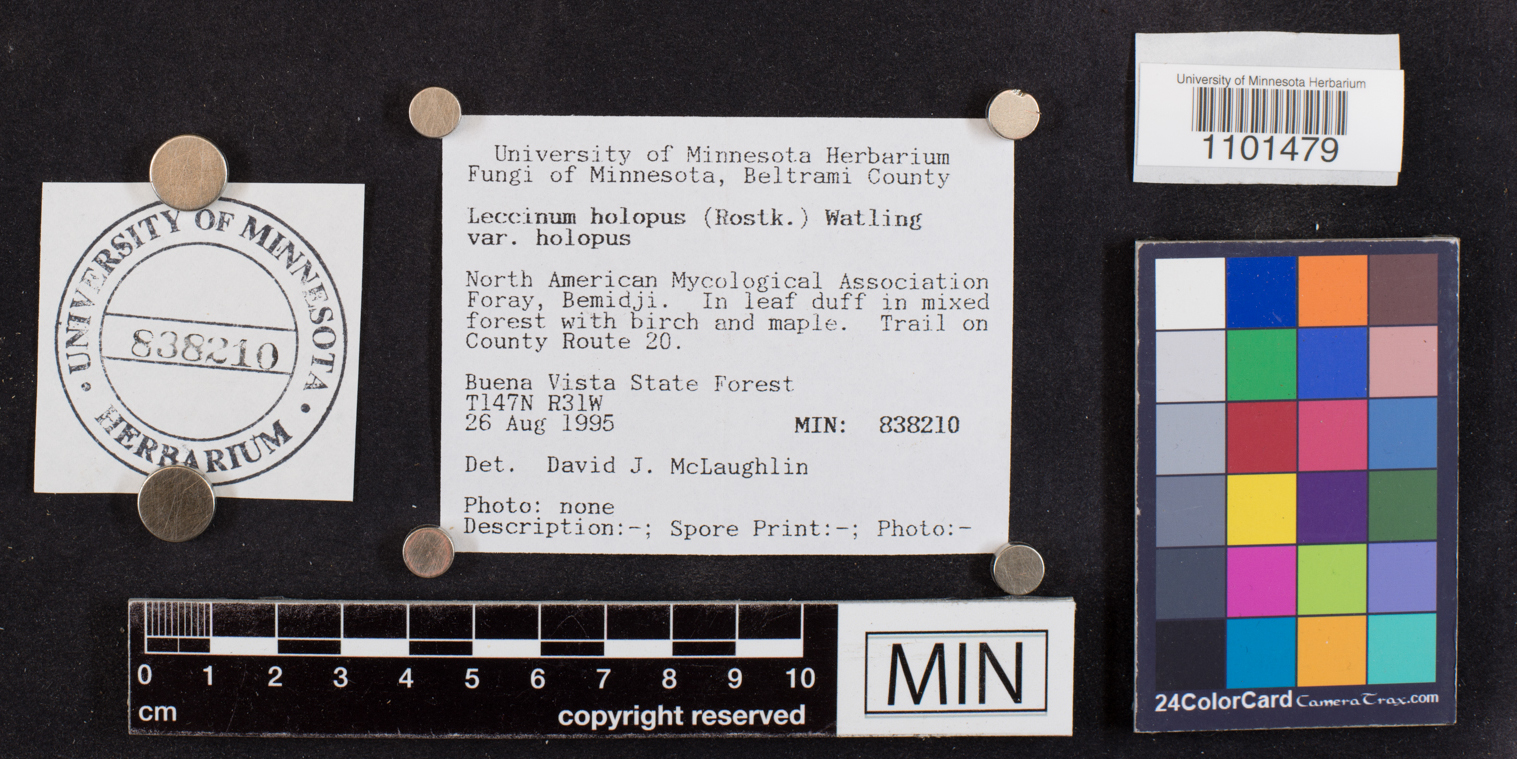 · UNIVERSITY OF MINNESOTA ·
HERBARIUM
838210
University of Minnesota Herbarium
Fungi of Minnesota, Beltrami County
Leccinum holopus (Rostk.) Watling
var. holopus
North American Mycological Association
Foray, Bemidji. In leaf duff in mixed
forest with birch and maple. Trail on
County Route 20.
Buena Vista State Forest
T147N R31W
26 Aug 1995 MIN: 838210
Det. David J. McLaughlin
Photo: none
Description:-; Spore Print:-; Photo:-
University of Minnesota Herbarium
1101479
0 1 2 3 4 5 6 7 8 9 10
cm copyright reserved
MIN
24ColorCard CameraTrax.com